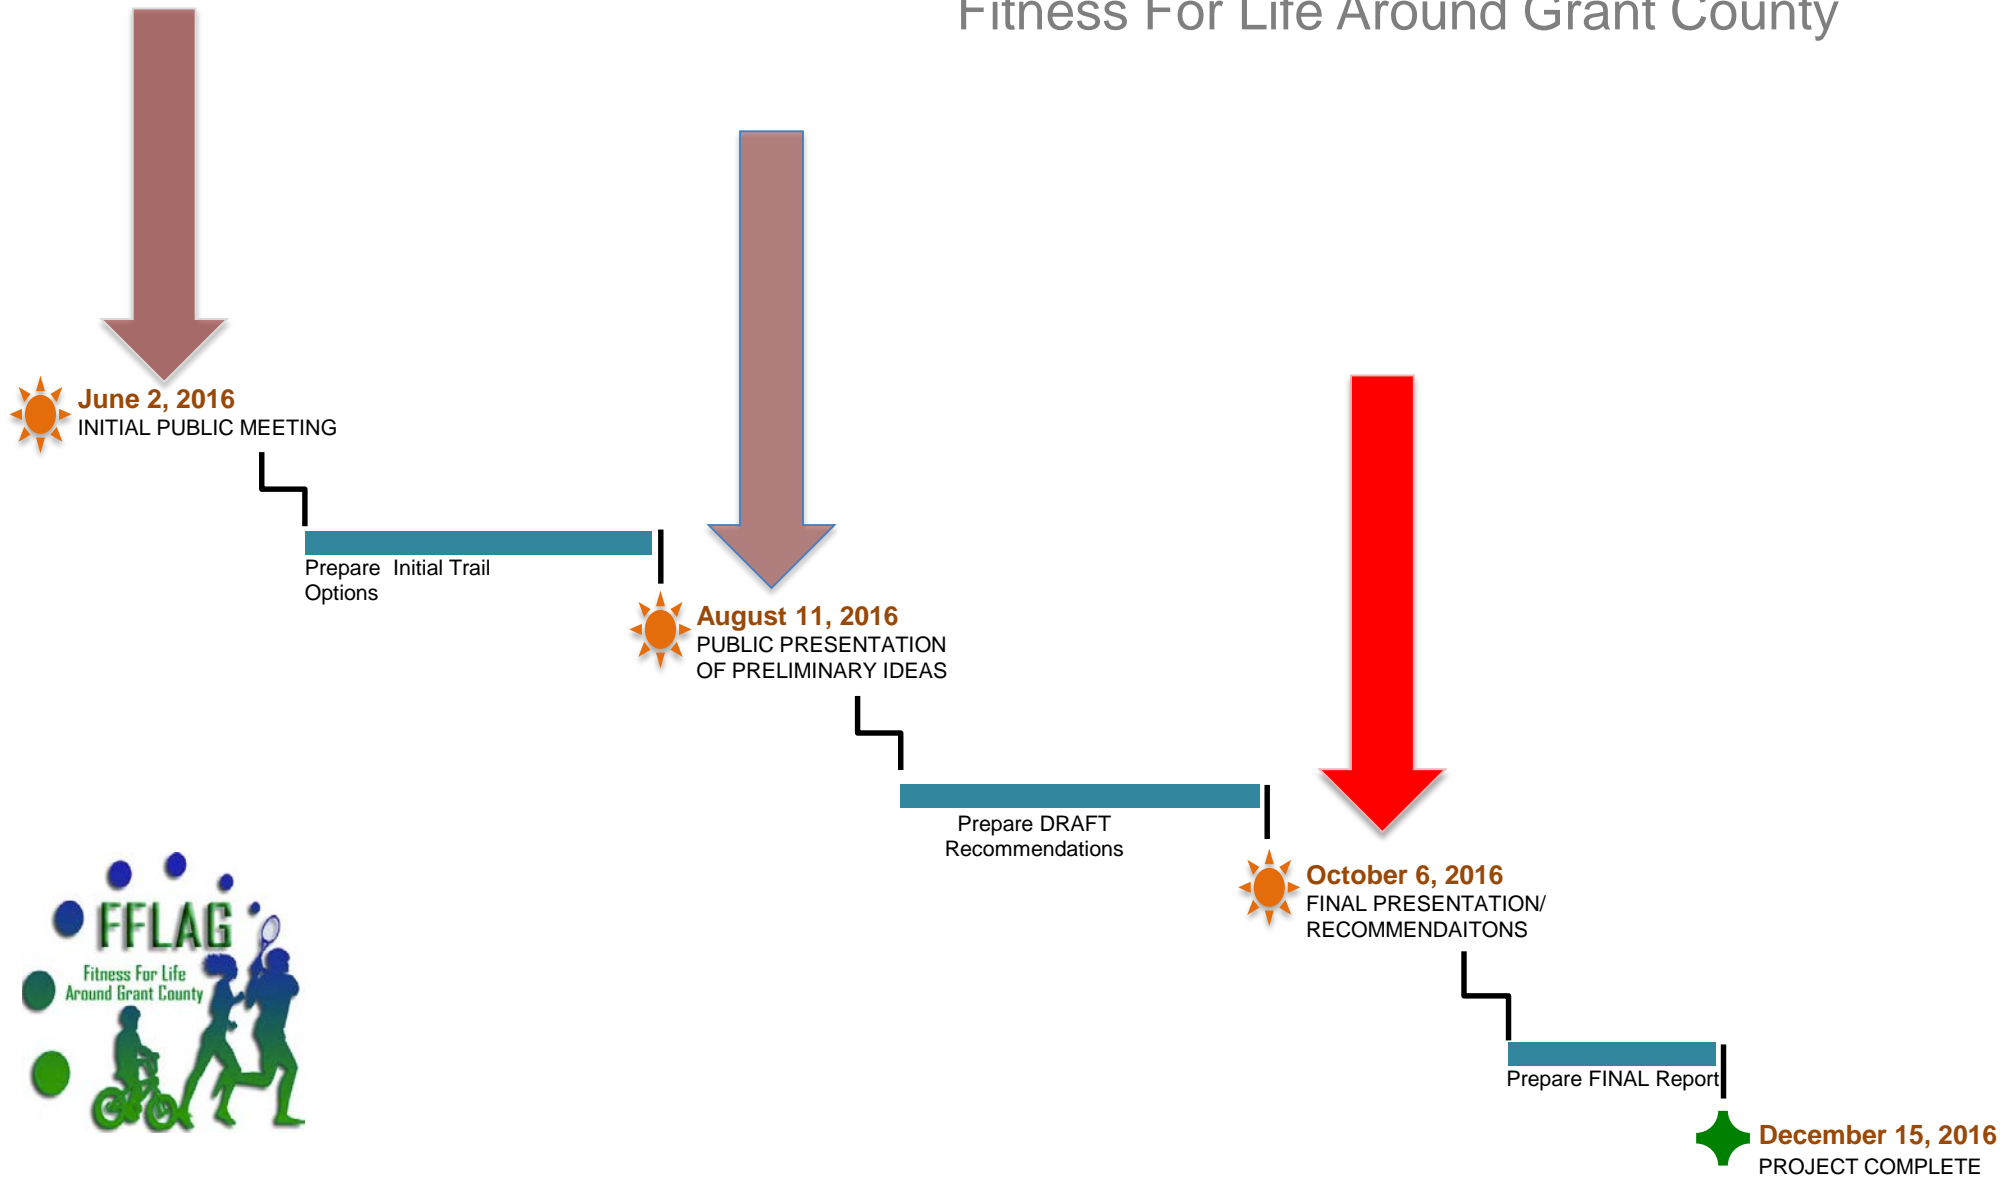 Fitness For Life Around Grant County
June 2, 2016
INITIAL PUBLIC MEETING
Prepare Initial Trail
Options
August 11, 2016
PUBLIC PRESENTATION
OF PRELIMINARY IDEAS
Prepare DRAFT
Recommendations
October 6, 2016
FINAL PRESENTATION/
RECOMMENDAITONS
Prepare FINAL Report
December 15, 2016
PROJECT COMPLETE
FFLAG
Fitness For Life
Around Grant County